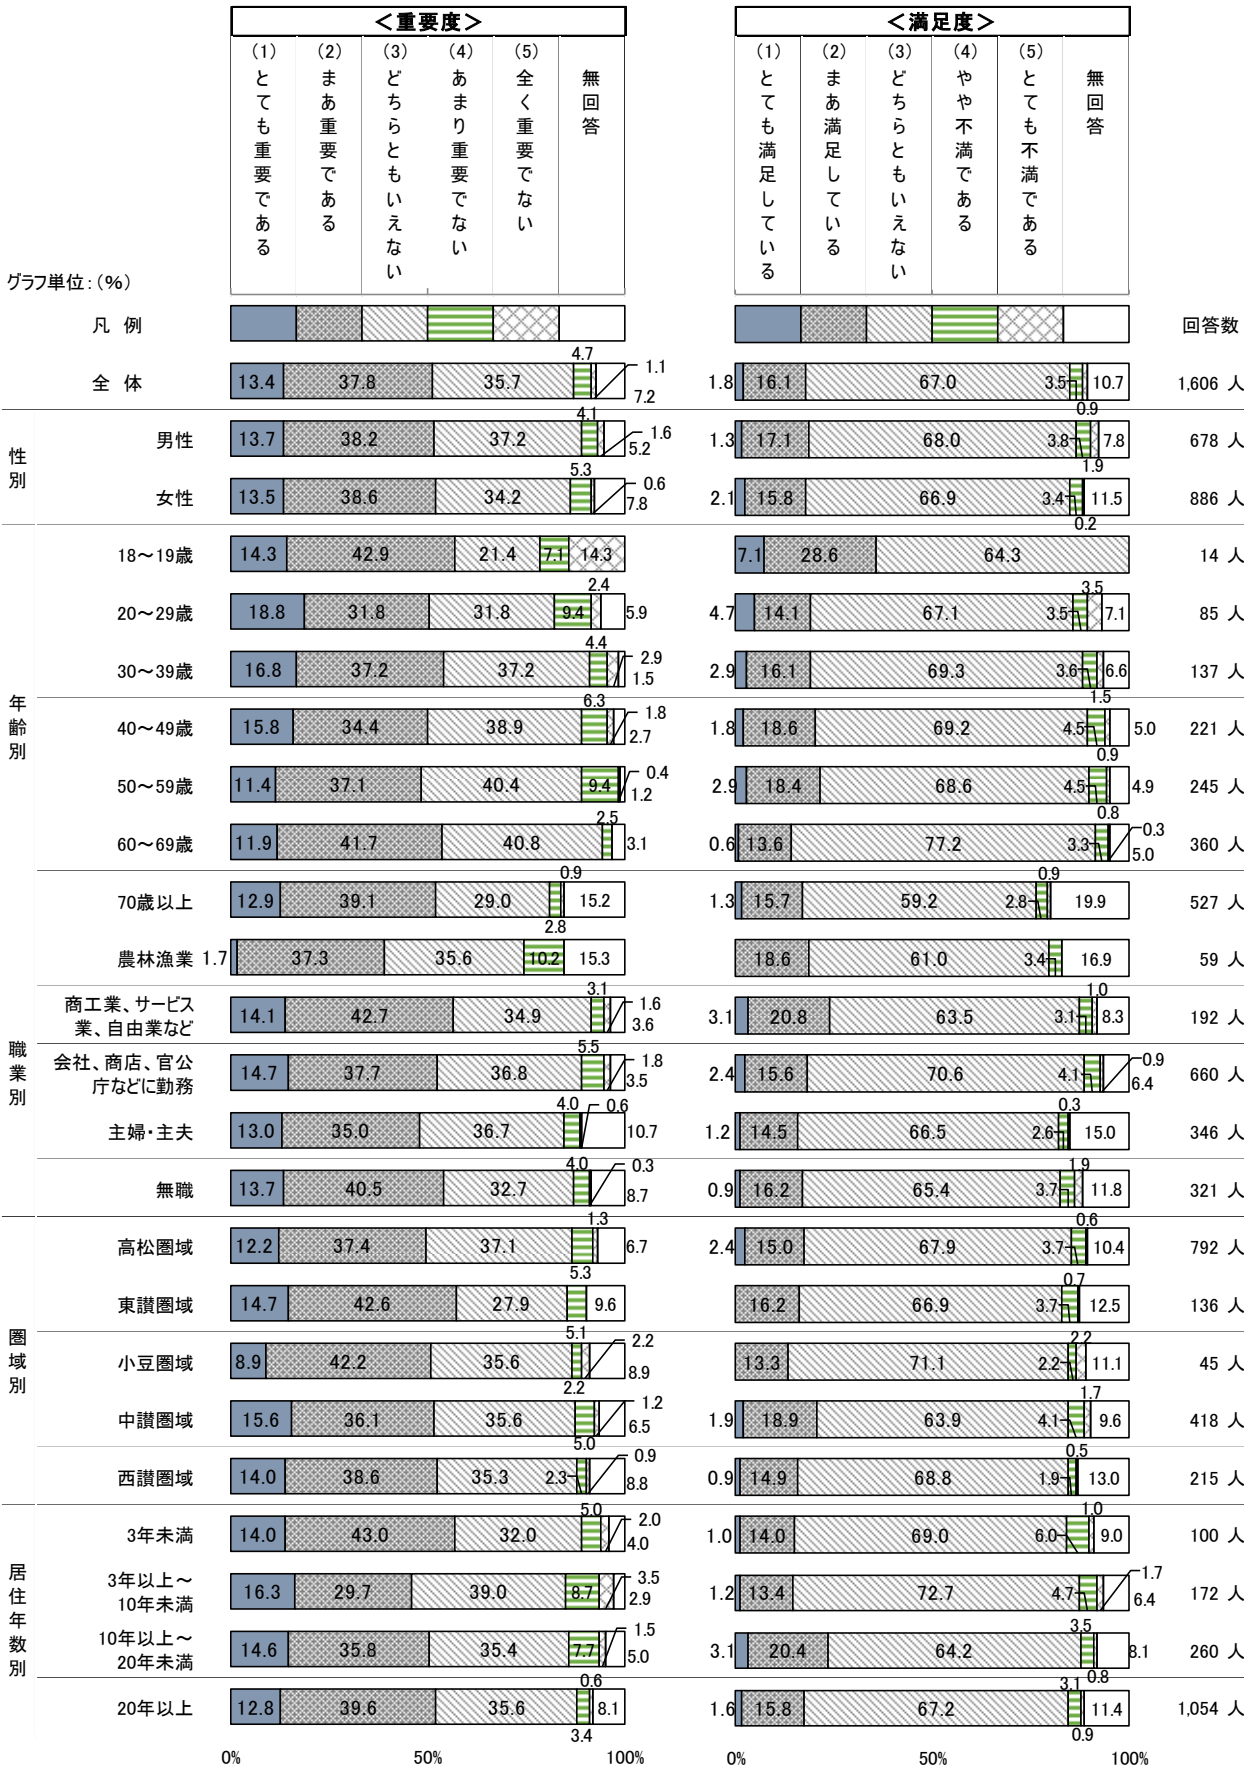 ＜重要度＞ ＜満足度＞
(1) (2) (3) (4) (5) (1) (2) (3) (4) (5)
とても重要である
まあ重要である
どちらともいえない
あまり重要でない
全く重要でない
無回答
とても満足している
まあ満足している
どちらともいえない
やや不満である
とても不満である
無回答
グラフ単位：（％）
凡 例 回答数
全 体 13.4 37.8 35.7 4.7 1.1 7.2 1.8 16.1 67.0 3.5 0.9 10.7 1,606 人
性別
男性 13.7 38.2 37.2 4.1 1.6 5.2 1.3 17.1 68.0 3.8 1.9 7.8 678 人
女性 13.5 38.6 34.2 5.3 0.6 7.8 2.1 15.8 66.9 3.4 0.2 11.5 886 人
年齢別
18～19歳 14.3 42.9 21.4 7.1 14.3 7.1 28.6 64.3 14 人
20～29歳 18.8 31.8 31.8 9.4 2.4 5.9 4.7 14.1 67.1 3.5 3.5 7.1 85 人
30～39歳 16.8 37.2 37.2 4.4 2.9 1.5 2.9 16.1 69.3 3.6 1.5 6.6 137 人
40～49歳 15.8 34.4 38.9 6.3 1.8 2.7 1.8 18.6 69.2 4.5 0.9 5.0 221 人
50～59歳 11.4 37.1 40.4 9.4 0.4 1.2 2.9 18.4 68.6 4.5 0.8 4.9 245 人
60～69歳 11.9 41.7 40.8 2.5 3.1 0.6 13.6 77.2 3.3 0.3 5.0 360 人
70歳以上 12.9 39.1 29.0 2.8 0.9 15.2 1.3 15.7 59.2 2.8 0.9 19.9 527 人
職業別
農林漁業 1.7 37.3 35.6 10.2 15.3 18.6 61.0 3.4 16.9 59 人
商工業、サービス
業、自由業など 14.1 42.7 34.9 3.1 1.6 3.6 3.1 20.8 63.5 3.1 1.0 8.3 192 人
会社、商店、官公
庁などに勤務 14.7 37.7 36.8 5.5 1.8 3.5 2.4 15.6 70.6 4.1 0.9 6.4 660 人
主婦・主夫 13.0 35.0 36.7 4.0 0.6 10.7 1.2 14.5 66.5 2.6 0.3 15.0 346 人
無職 13.7 40.5 32.7 4.0 0.3 8.7 0.9 16.2 65.4 3.7 1.9 11.8 321 人
圏域別
高松圏域 12.2 37.4 37.1 5.3 1.3 6.7 2.4 15.0 67.9 3.7 0.6 10.4 792 人
東讃圏域 14.7 42.6 27.9 5.1 9.6 16.2 66.9 3.7 0.7 12.5 136 人
小豆圏域 8.9 42.2 35.6 2.2 2.2 8.9 13.3 71.1 2.2 2.2 11.1 45 人
中讃圏域 15.6 36.1 35.6 5.0 1.2 6.5 1.9 18.9 63.9 4.1 1.7 9.6 418 人
西讃圏域 14.0 38.6 35.3 2.3 0.9 8.8 0.9 14.9 68.8 1.9 0.5 13.0 215 人
居住年数別
3年未満 14.0 43.0 32.0 5.0 2.0 4.0 1.0 14.0 69.0 6.0 1.0 9.0 100 人
3年以上～
10年未満 16.3 29.7 39.0 8.7 3.5 2.9 1.2 13.4 72.7 4.7 1.7 6.4 172 人
10年以上～
20年未満 14.6 35.8 35.4 7.7 1.5 5.0 3.1 20.4 64.2 3.5 0.8 8.1 260 人
20年以上 12.8 39.6 35.6 3.4 0.6 8.1 1.6 15.8 67.2 3.1 0.9 11.4 1,054 人
0% 50% 100% 0% 50% 100%